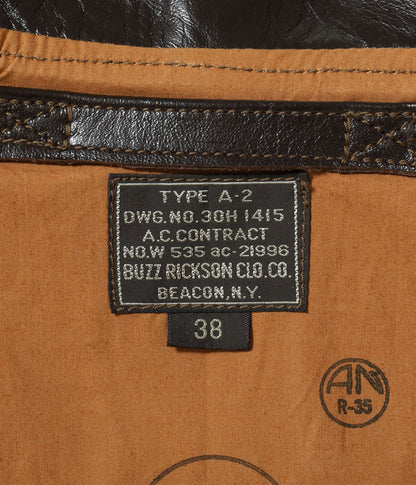 TYPE A-2
DWG. NO. 30H 1415
A.C. CONTRACT
NO. W 535 ac-21996
BUZZ RICKSON CLO. CO.
BEACON, N.Y.
38
AN
R-35